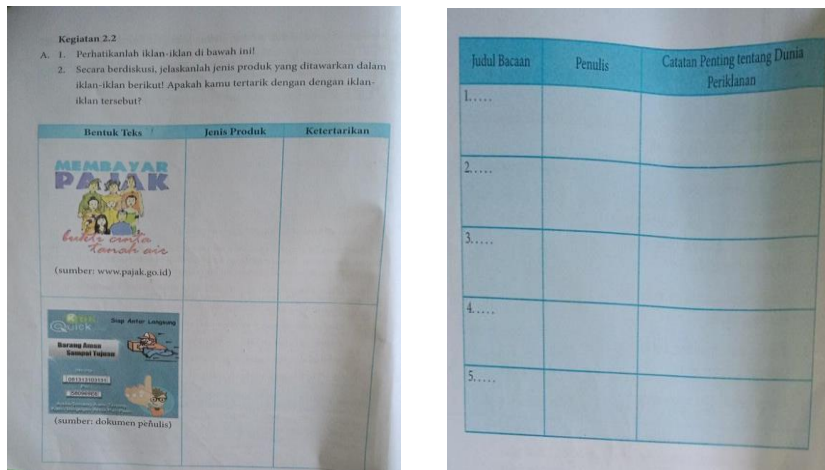 Kegiatan 2.2
A. 1. Perhatikanlah iklan-iklan di bawah ini!
2. Secara berdiskusi, jelaskanlah jenis produk yang ditawarkan dalam
iklan-iklan berikut! Apakah kamu tertarik dengan dengan iklan-
iklan tersebut?
Bentuk Teks Jenis Produk Ketertarikan
MEMBAYAR
PAJAK
bukti cinta
tanah air
(sumber: www.pajak.go.id)
Quick
Siap Antar Langsung
Barang Aman
Sampai Tujuan
(sumber: dokumen penulis)
Judul Bacaan Penulis Catatan Penting tentang Dunia
Periklanan
1.....
2.....
3.....
4.....
5.....